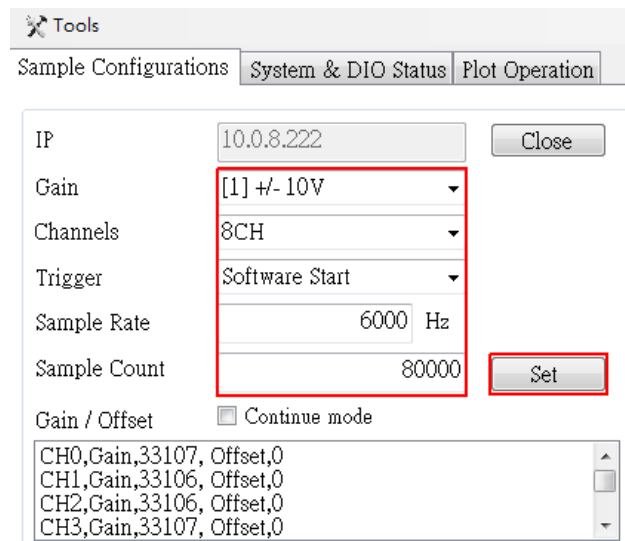 Tools
Sample Configurations System & DIO Status Plot Operation
IP 10.0.8.222 Close
Gain [1] +/- 10V
Channels 8CH
Trigger Software Start
Sample Rate 6000 Hz
Sample Count 80000 Set
Gain / Offset Continue mode
CH0,Gain,33107, Offset,0
CH1,Gain,33106, Offset,0
CH2,Gain,33106, Offset,0
CH3,Gain,33107, Offset,0